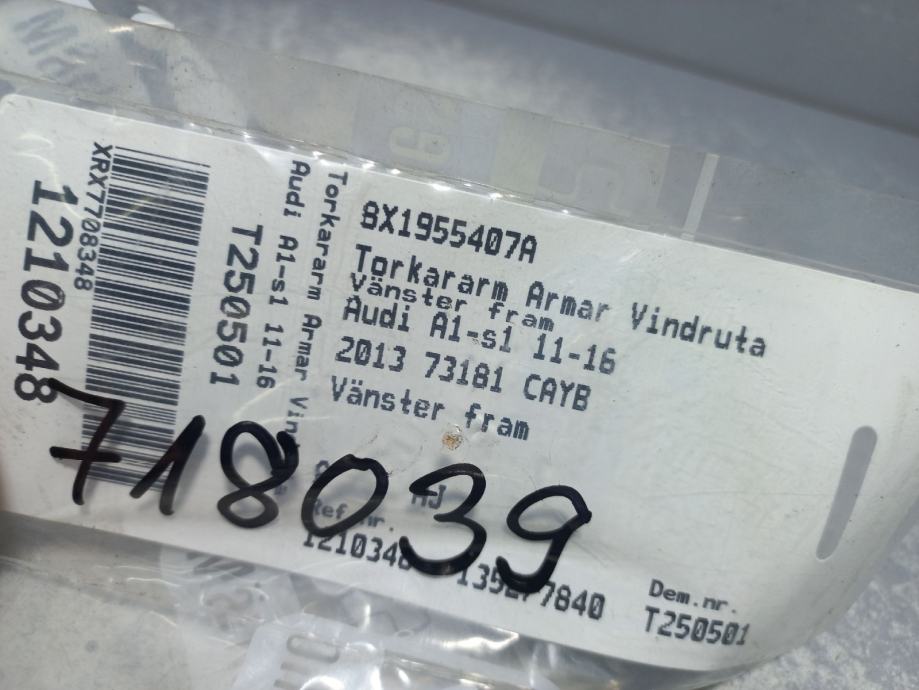 8X1955407A
Torkararm Armar Vindruta
Vänster fram
Audi A1-s1 11-16
2013 73181 CAYB
Vänster fram
Ref.nr.
Dem.nr.
T250501
718039
Torkararm Armar
Audi A1-s1 11-16
T250501
XRX7708348
1210348